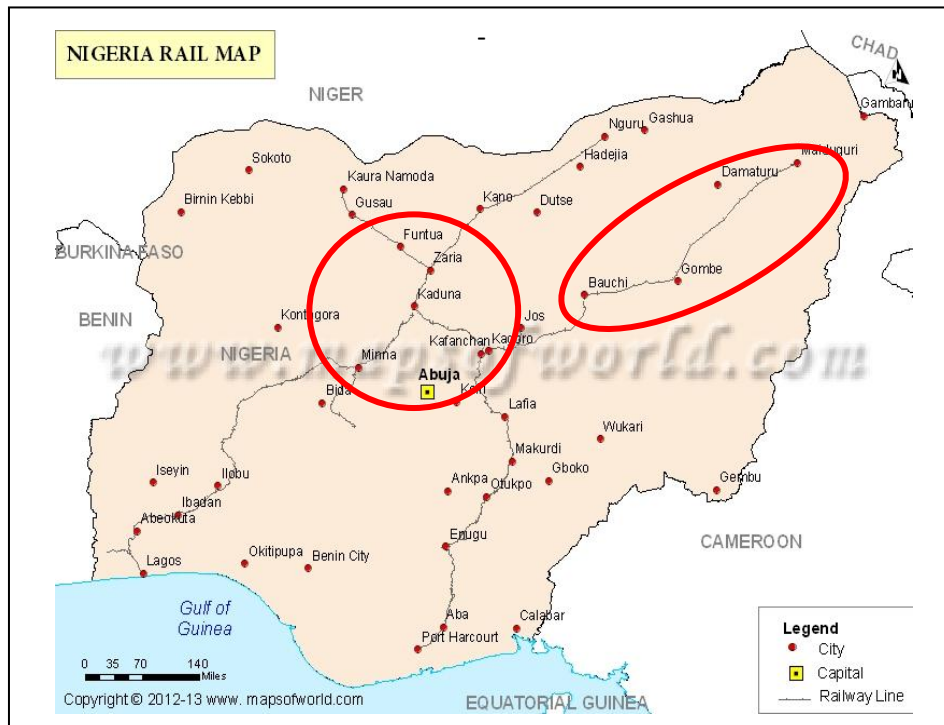 NIGERIA RAIL MAP
CHAD
N
NIGER
Gambaru
Gashua
Nguru
Hadejia
Maiduguri
Sokoto
Damaturu
Kaura Namoda
Birnin Kebbi
Kano
Dutse
Gusau
Funtua
BURKINA FASO
Zaria
Gombe
Bauchi
Kaduna
BENIN
Kontagora
Jos
NIGERIA
Kafanchan
Kagoro
www.mapsofworld.com
Minna
Abuja
Bida
Keffi
Lafia
Wukari
Makurdi
Iseyin
Ilobu
Ankpa
Gboko
Gembu
Otukpo
Ibadan
Abeokuta
Enugu
CAMEROON
Okitipupa
Benin City
Lagos
Gulf of
Guinea
Aba
Calabar
Port Harcourt
Legend
City
Capital
Railway Line
0 35 70 140
Miles
Copyright © 2012-13 www. mapsofworld.com
EQUATORIAL GUINEA